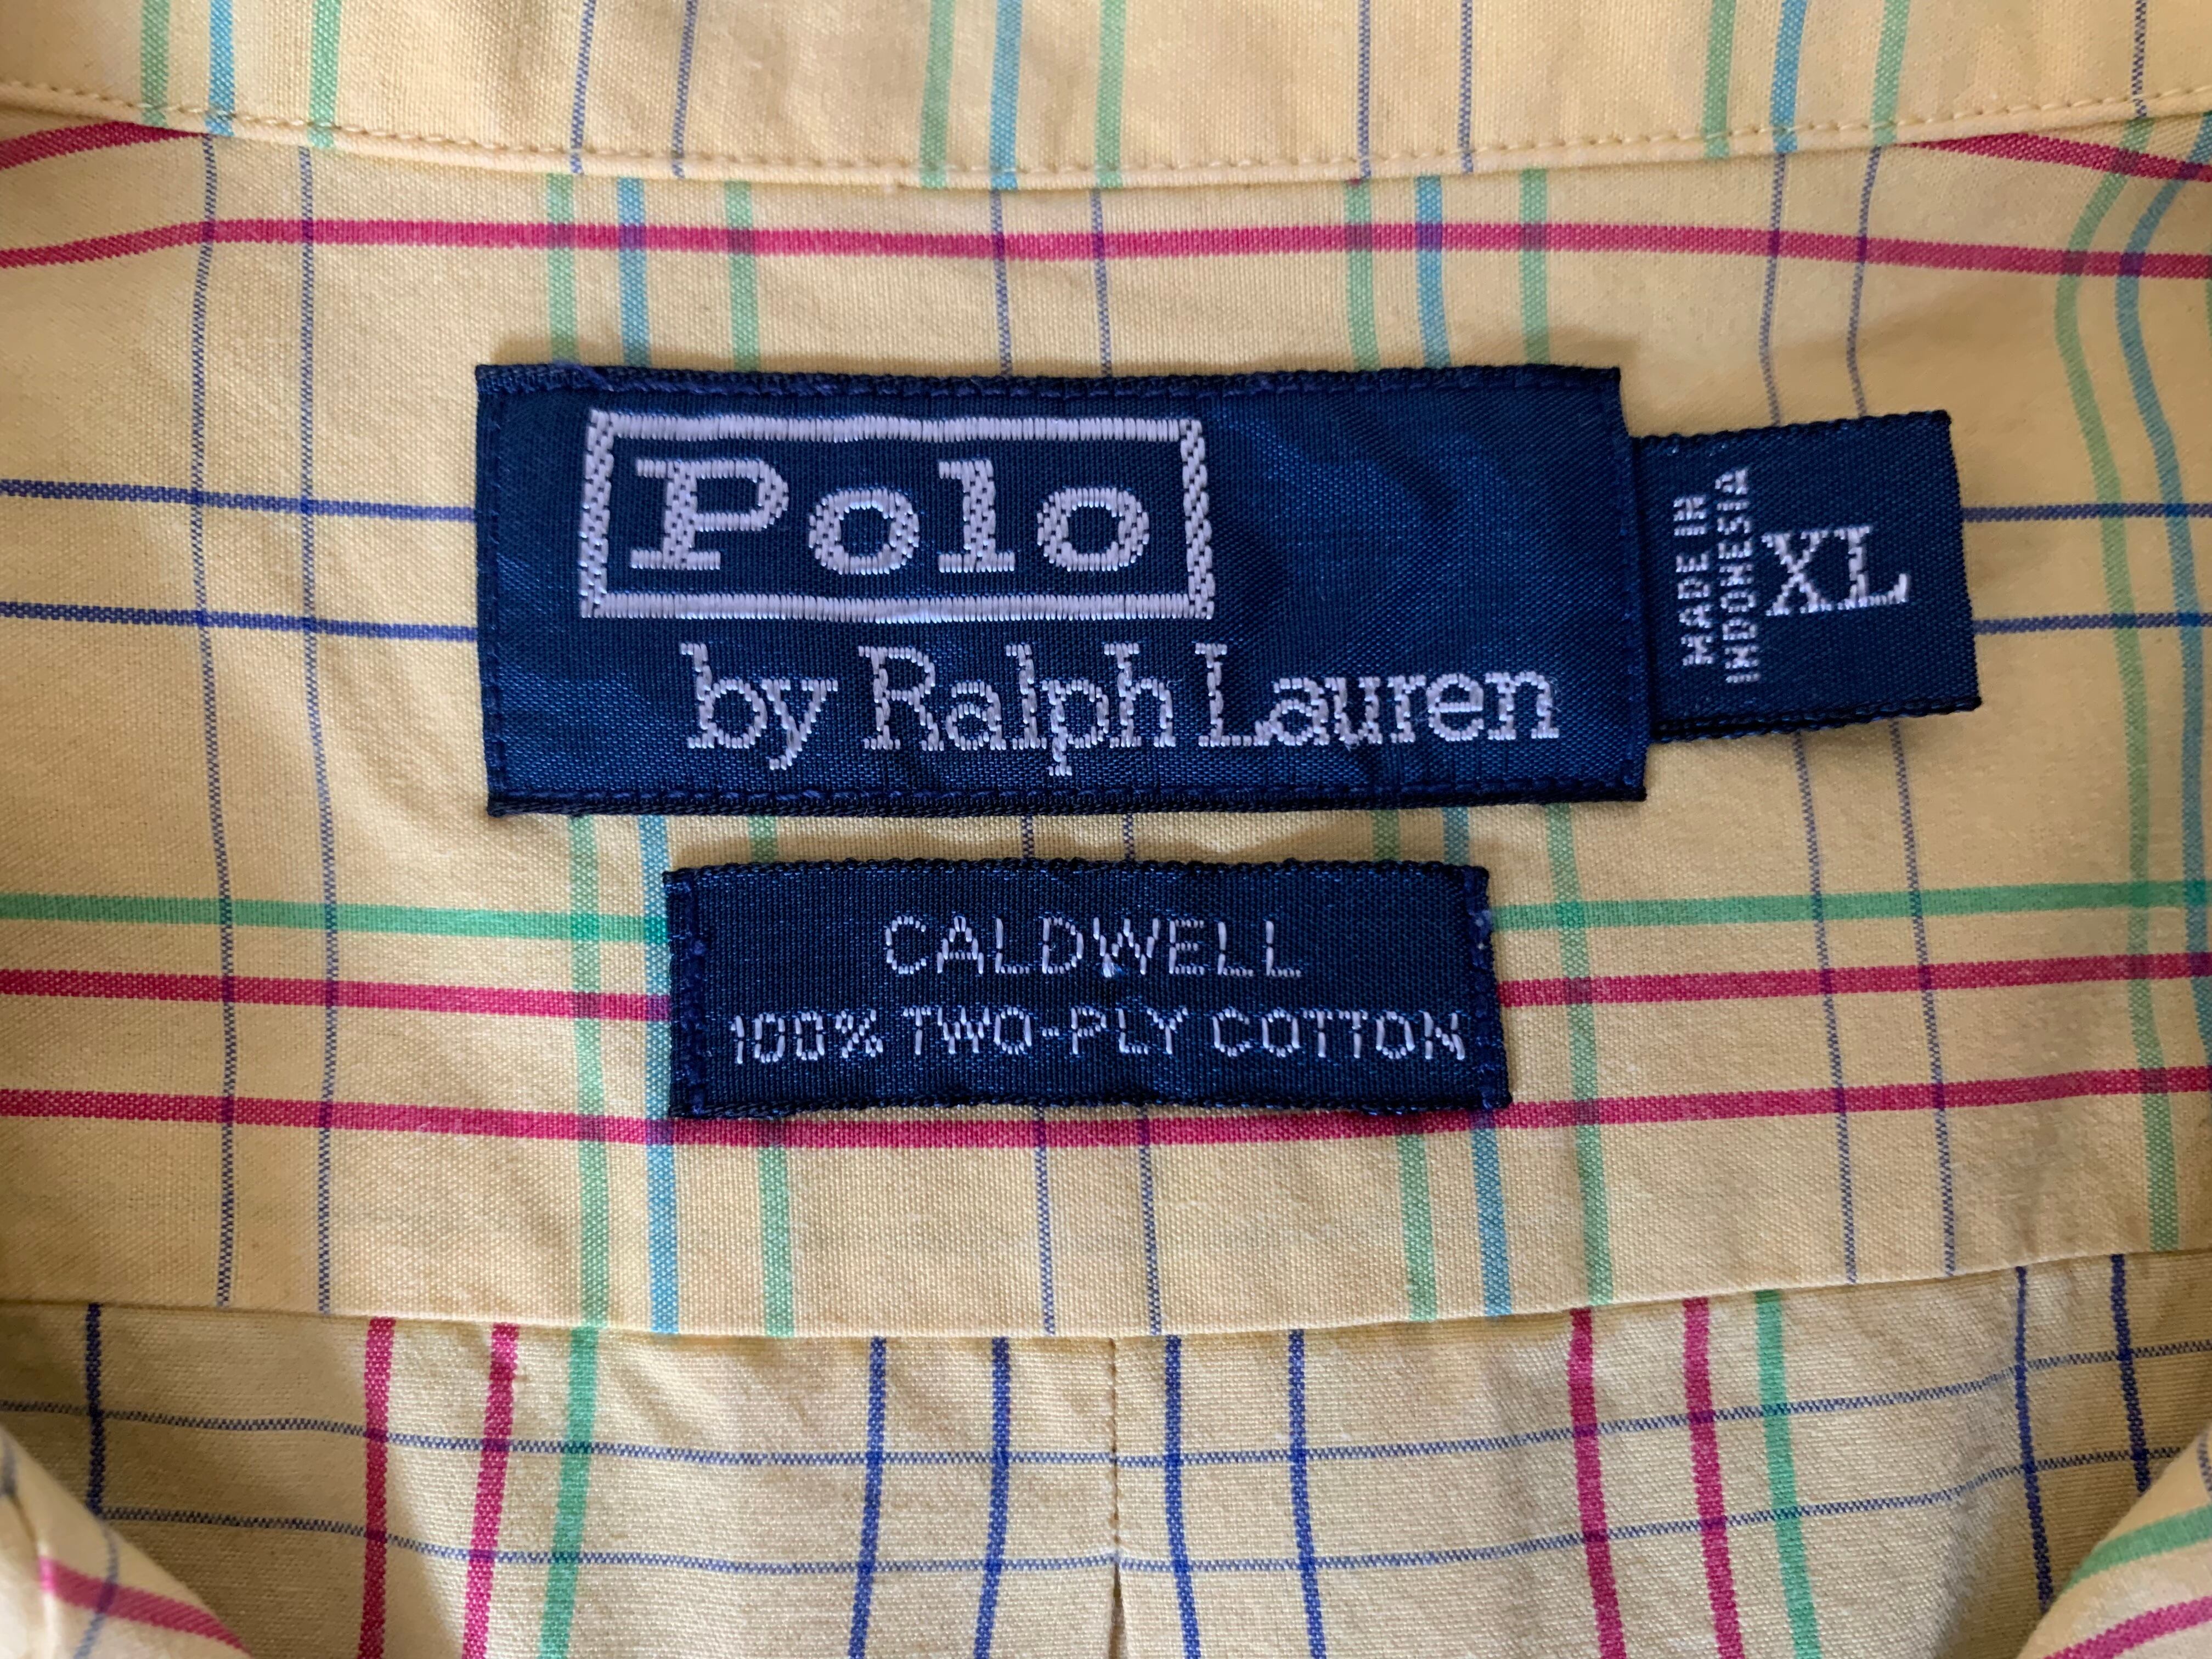 Polo
by Ralph Lauren
MADE IN
INDONESIA
XL
CALDWELL
100% TWO-PLY COTTON